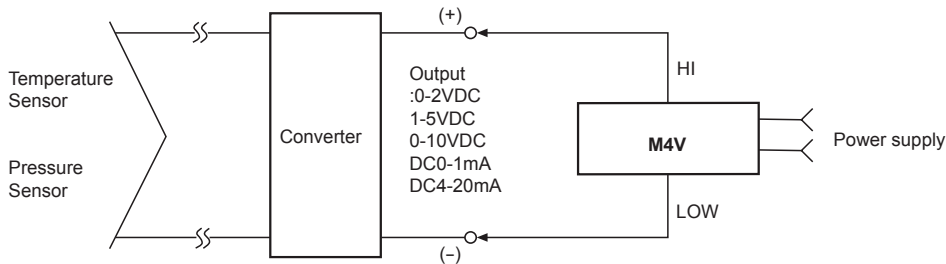 Temperature
Sensor
Pressure
Sensor
Converter
(+)
Output
:0-2VDC
1-5VDC
0-10VDC
DC0-1mA
DC4-20mA
(−)
HI
M4V
LOW
Power supply